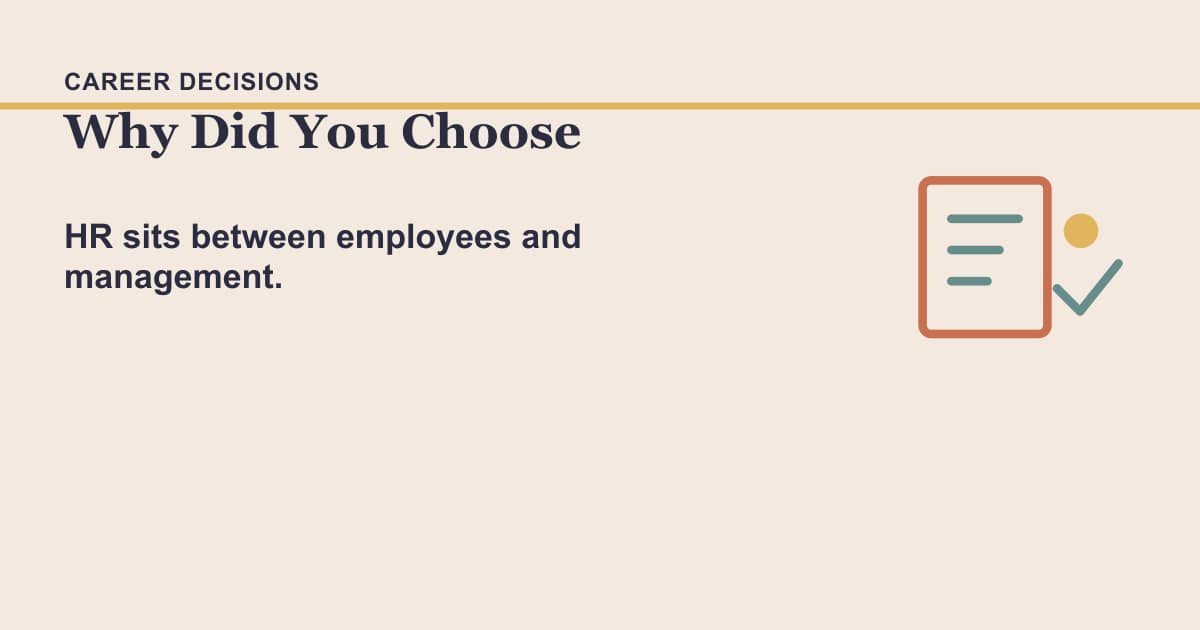 CAREER DECISIONS
Why Did You Choose
HR sits between employees and
management.